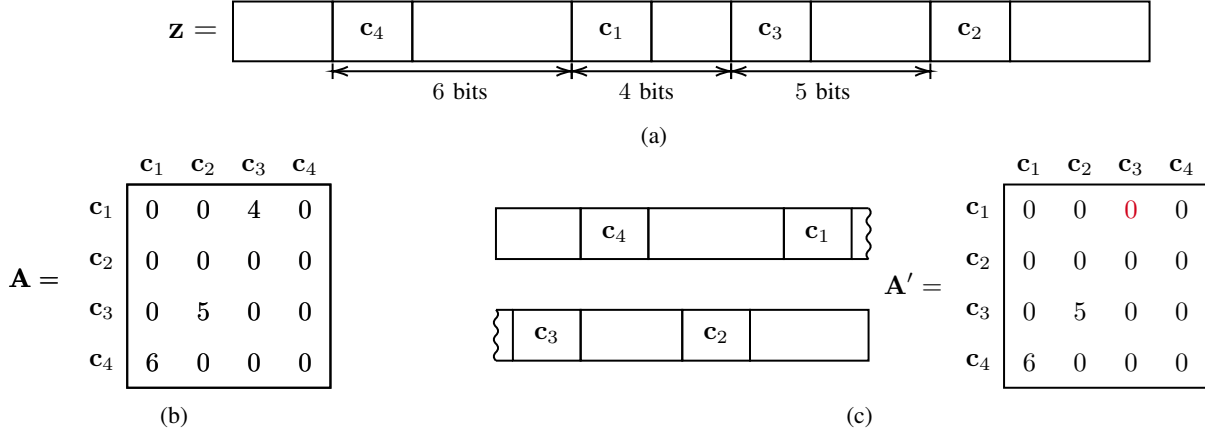 z = c₄ c₁ c₃ c₂
6 bits 4 bits 5 bits
(a)
c₁ c₂ c₃ c₄
c₁ 0 0 4 0
c₂ 0 0 0 0
A =
c₃ 0 5 0 0
c₄ 6 0 0 0
(b)
c₄ c₁
c₃ c₂
c₁ c₂ c₃ c₄
c₁ 0 0 0 0
c₂ 0 0 0 0
A′ =
c₃ 0 5 0 0
c₄ 6 0 0 0
(c)